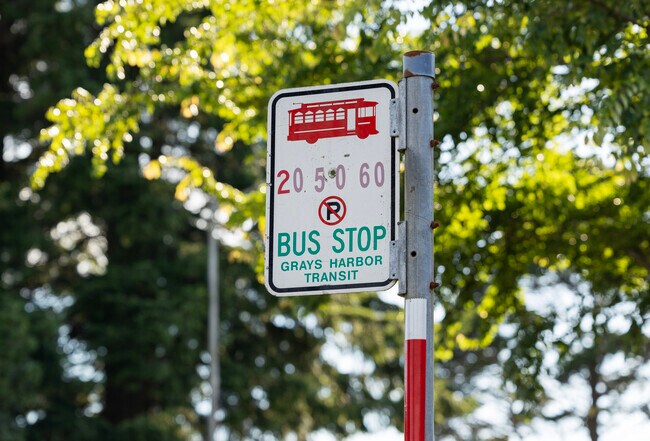 20 50 60
P
BUS STOP
GRAYS HARBOR
TRANSIT